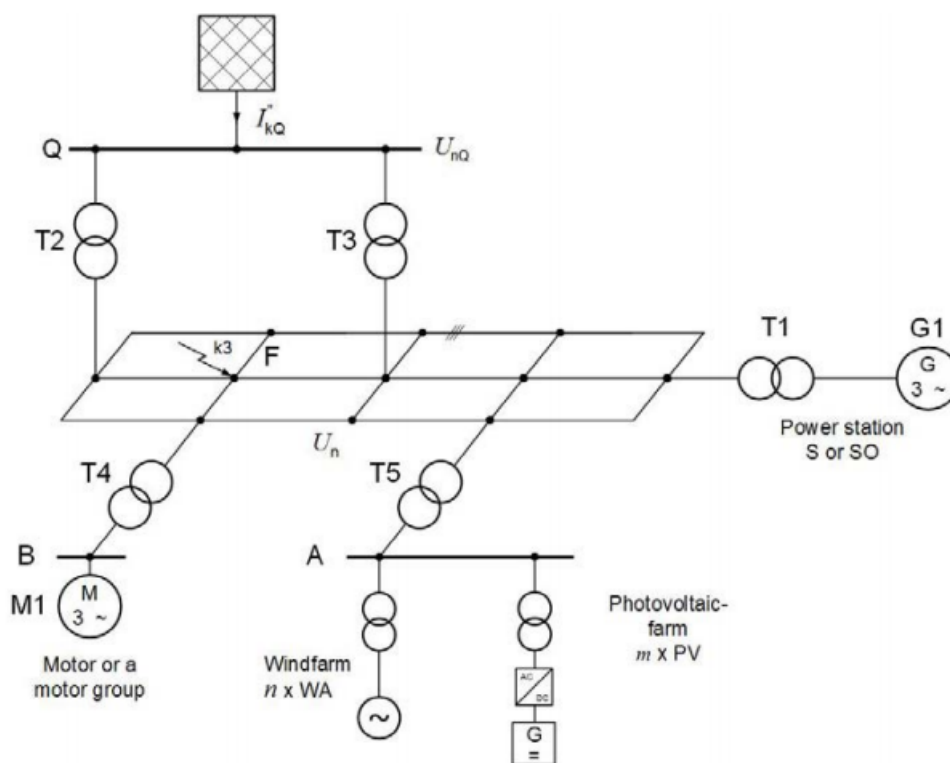 I"kQ
Q
UnQ
T2
T3
k3
F
T1
G1
G
3 ~
Power station
S or SO
Un
T4
T5
B
A
M1
M
3 ~
Motor or a
motor group
Windfarm
n x WA
~
Photovoltaic-
farm
m x PV
AC
DC
G
=